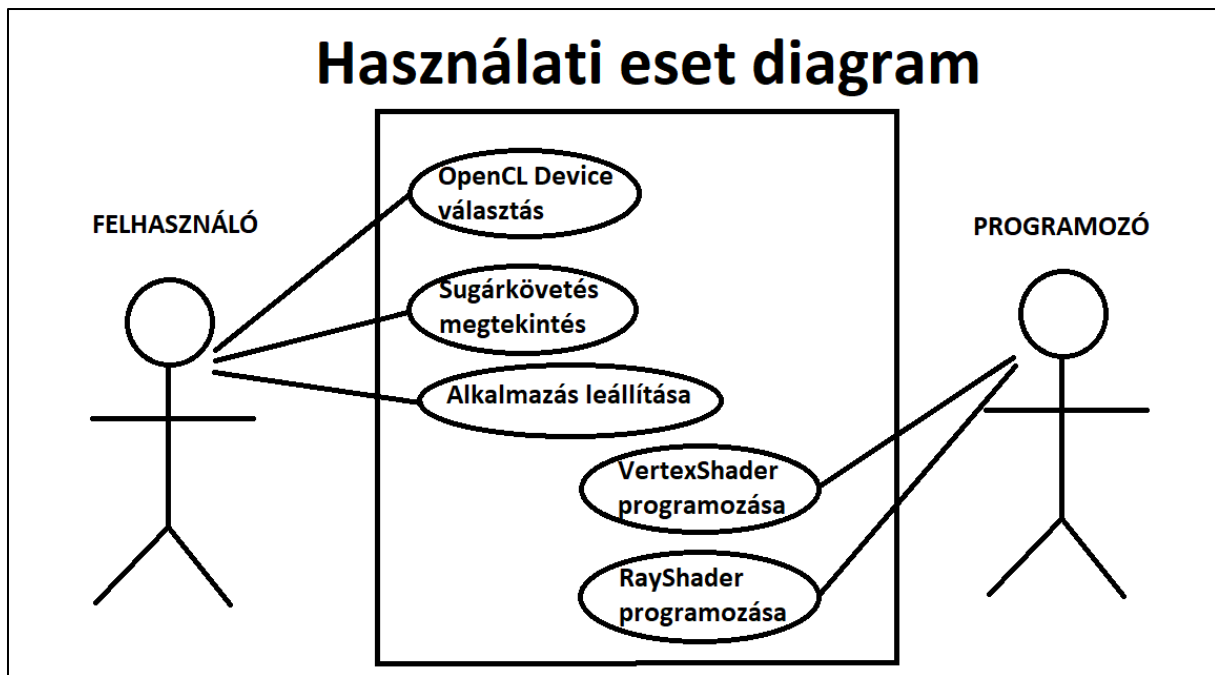 Használati eset diagram
OpenCL Device
választás
FELHASZNÁLÓ
PROGRAMOZÓ
Sugárkövetés
megtekintés
Alkalmazás leállítása
VertexShader
programozása
RayShader
programozása